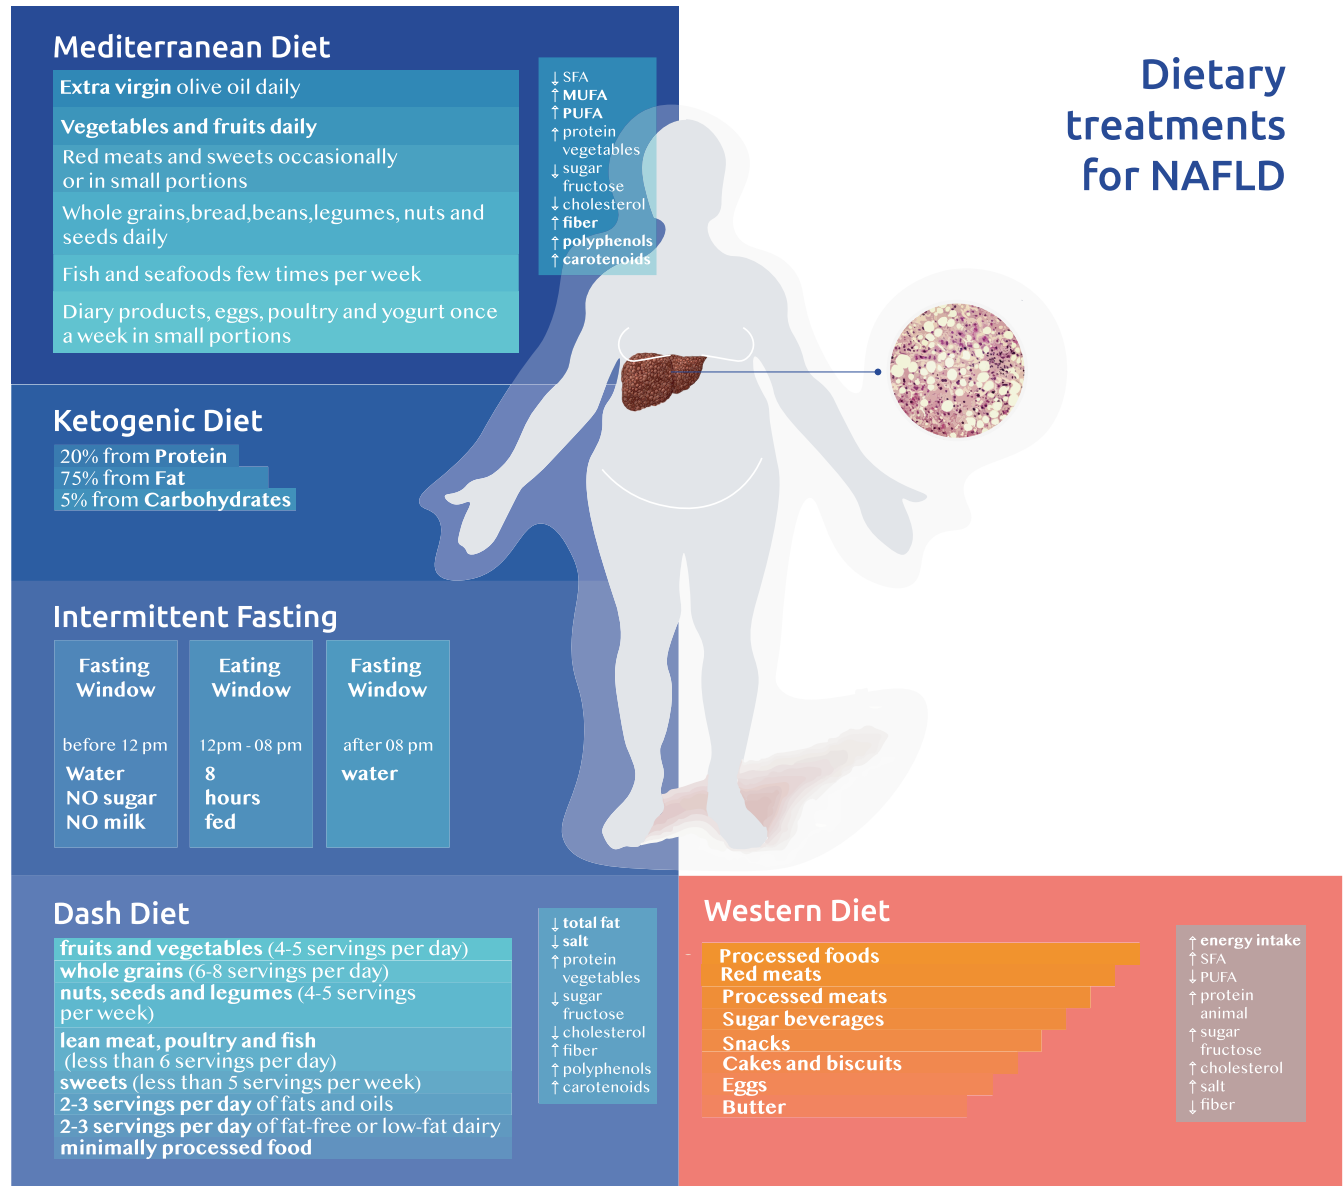 Dietary
treatments
for NAFLD
Mediterranean Diet
Extra virgin olive oil daily
Vegetables and fruits daily
Red meats and sweets occasionally
or in small portions
Whole grains,bread,beans,legumes, nuts and
seeds daily
Fish and seafoods few times per week
Diary products, eggs, poultry and yogurt once
a week in small portions
↓ SFA
↑ MUFA
↑ PUFA
↑ protein
vegetables
↓ sugar
fructose
↓ cholesterol
↑ fiber
↑ polyphenols
↑ carotenoids
Ketogenic Diet
20% from Protein
75% from Fat
5% from Carbohydrates
Intermittent Fasting
Fasting
Window
before 12 pm
Water
NO sugar
NO milk
Eating
Window
12pm - 08 pm
8
hours
fed
Fasting
Window
after 08 pm
water
Dash Diet
fruits and vegetables (4-5 servings per day)
whole grains (6-8 servings per day)
nuts, seeds and legumes (4-5 servings
per week)
lean meat, poultry and fish
(less than 6 servings per day)
sweets (less than 5 servings per week)
2-3 servings per day of fats and oils
2-3 servings per day of fat-free or low-fat dairy
minimally processed food
↓ total fat
↓ salt
↑ protein
vegetables
↓ sugar
fructose
↓ cholesterol
↑ fiber
↑ polyphenols
↑ carotenoids
Western Diet
Processed foods
Red meats
Processed meats
Sugar beverages
Snacks
Cakes and biscuits
Eggs
Butter
↑ energy intake
↑ SFA
↓ PUFA
↑ protein
animal
↑ sugar
fructose
↑ cholesterol
↑ salt
↓ fiber